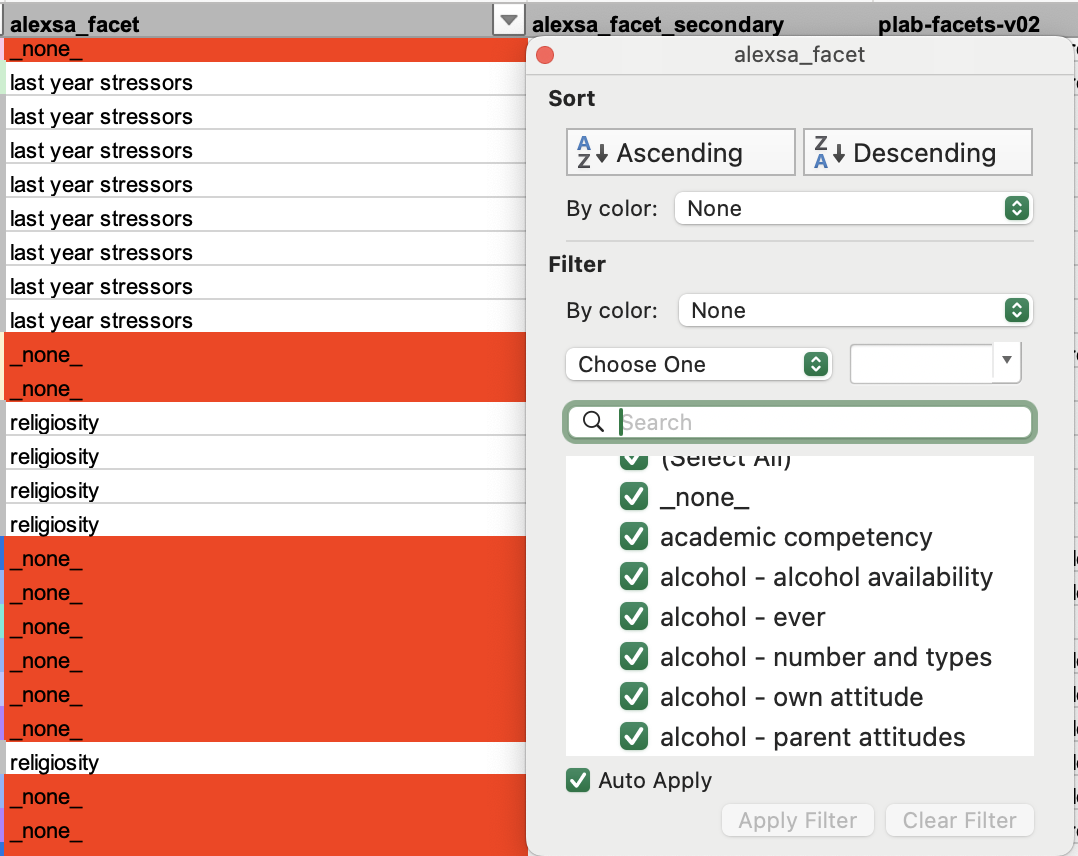 alexsa_facet alexsa_facet_secondary plab-facets-v02
_none_
last year stressors
last year stressors
last year stressors
last year stressors
last year stressors
last year stressors
last year stressors
last year stressors
_none_
_none_
religiosity
religiosity
religiosity
religiosity
_none_
_none_
_none_
_none_
_none_
_none_
religiosity
_none_
_none_
alexsa_facet
Sort
Ascending Descending
By color: None
Filter
By color: None
Choose One
Search
(Select All)
_none_
academic competency
alcohol - alcohol availability
alcohol - ever
alcohol - number and types
alcohol - own attitude
alcohol - parent attitudes
Auto Apply
Apply Filter Clear Filter